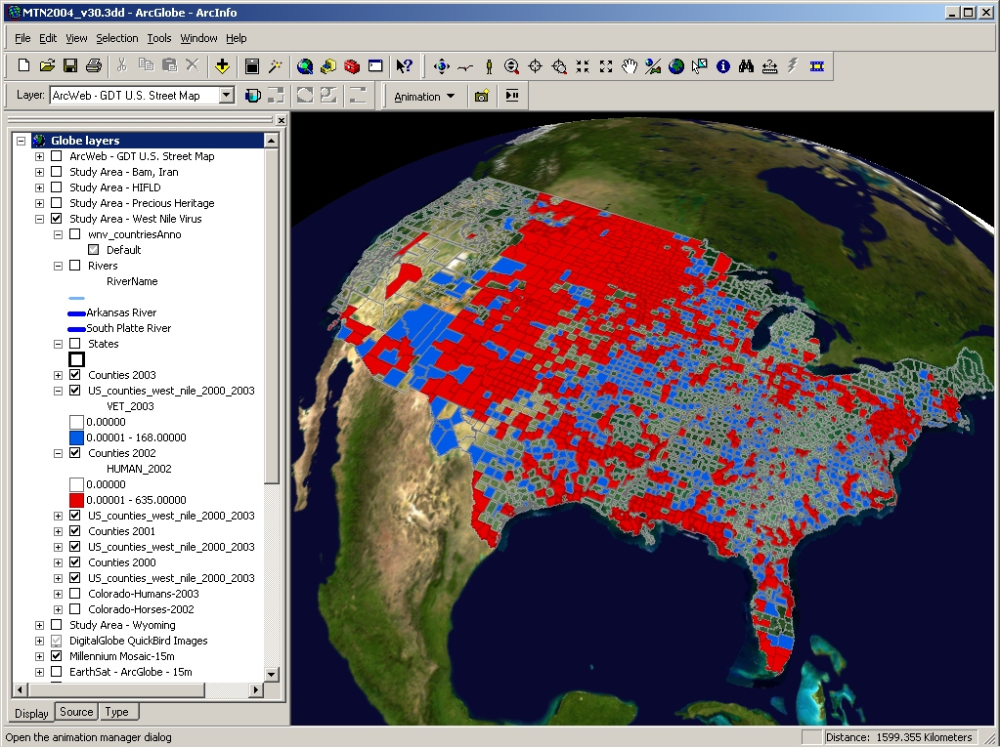 MTN2004_v30.3dd - ArcGlobe - ArcInfo
File Edit View Selection Tools Window Help
Layer: ArcWeb - GDT U.S. Street Map Animation
Globe layers
ArcWeb - GDT U.S. Street Map
Study Area - Bam, Iran
Study Area - HIFLD
Study Area - Precious Heritage
Study Area - West Nile Virus
wnv_countriesAnno
Default
Rivers
RiverName
Arkansas River
South Platte River
States
Counties 2003
US_counties_west_nile_2000_2003
VET_2003
0.00000
0.00001 - 168.00000
Counties 2002
HUMAN_2002
0.00000
0.00001 - 635.00000
US_counties_west_nile_2000_2003
Counties 2001
US_counties_west_nile_2000_2003
Counties 2000
US_counties_west_nile_2000_2003
Colorado-Humans-2003
Colorado-Horses-2002
Study Area - Wyoming
DigitalGlobe QuickBird Images
Millennium Mosaic-15m
EarthSat - ArcGlobe - 15m
Display Source Type
Open the animation manager dialog Distance: 1599.355 Kilometers